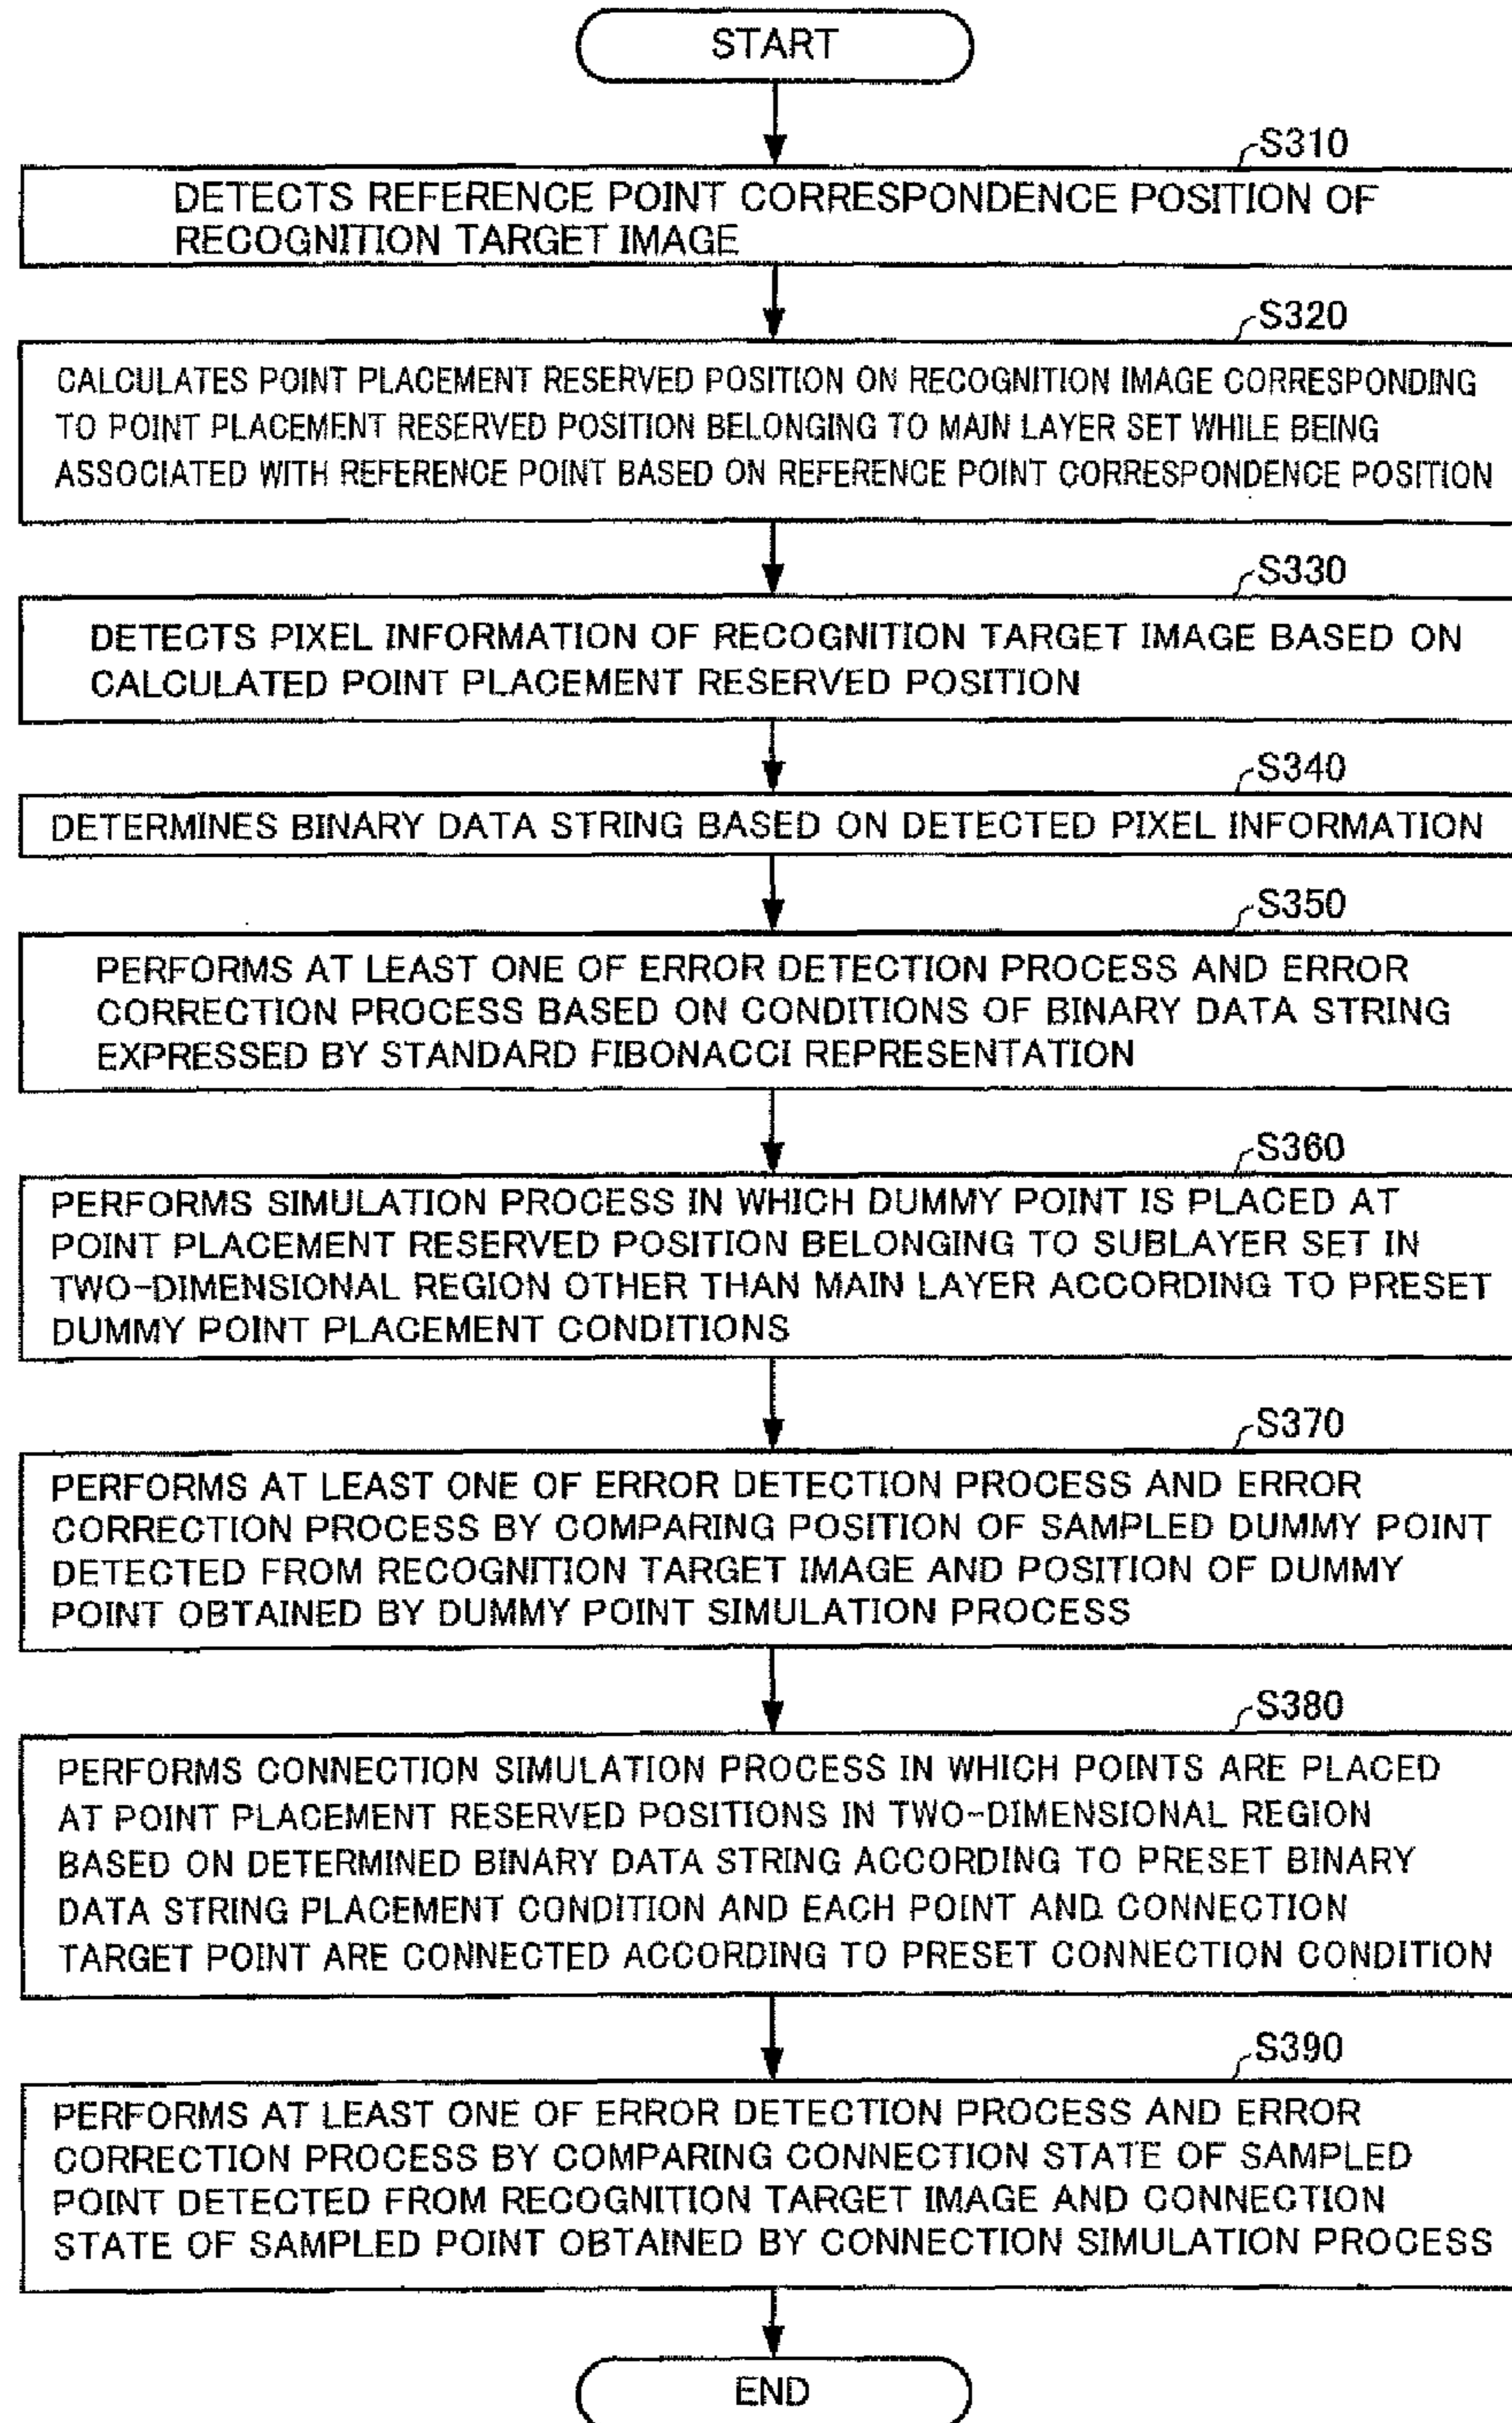 START
S310
DETECTS REFERENCE POINT CORRESPONDENCE POSITION OF
RECOGNITION TARGET IMAGE
S320
CALCULATES POINT PLACEMENT RESERVED POSITION ON RECOGNITION IMAGE CORRESPONDING
TO POINT PLACEMENT RESERVED POSITION BELONGING TO MAIN LAYER SET WHILE BEING
ASSOCIATED WITH REFERENCE POINT BASED ON REFERENCE POINT CORRESPONDENCE POSITION
S330
DETECTS PIXEL INFORMATION OF RECOGNITION TARGET IMAGE BASED ON
CALCULATED POINT PLACEMENT RESERVED POSITION
S340
DETERMINES BINARY DATA STRING BASED ON DETECTED PIXEL INFORMATION
S350
PERFORMS AT LEAST ONE OF ERROR DETECTION PROCESS AND ERROR
CORRECTION PROCESS BASED ON CONDITIONS OF BINARY DATA STRING
EXPRESSED BY STANDARD FIBONACCI REPRESENTATION
S360
PERFORMS SIMULATION PROCESS IN WHICH DUMMY POINT IS PLACED AT
POINT PLACEMENT RESERVED POSITION BELONGING TO SUBLAYER SET IN
TWO-DIMENSIONAL REGION OTHER THAN MAIN LAYER ACCORDING TO PRESET
DUMMY POINT PLACEMENT CONDITIONS
S370
PERFORMS AT LEAST ONE OF ERROR DETECTION PROCESS AND ERROR
CORRECTION PROCESS BY COMPARING POSITION OF SAMPLED DUMMY POINT
DETECTED FROM RECOGNITION TARGET IMAGE AND POSITION OF DUMMY
POINT OBTAINED BY DUMMY POINT SIMULATION PROCESS
S380
PERFORMS CONNECTION SIMULATION PROCESS IN WHICH POINTS ARE PLACED
AT POINT PLACEMENT RESERVED POSITIONS IN TWO-DIMENSIONAL REGION
BASED ON DETERMINED BINARY DATA STRING ACCORDING TO PRESET BINARY
DATA STRING PLACEMENT CONDITION AND EACH POINT AND CONNECTION
TARGET POINT ARE CONNECTED ACCORDING TO PRESET CONNECTION CONDITION
S390
PERFORMS AT LEAST ONE OF ERROR DETECTION PROCESS AND ERROR
CORRECTION PROCESS BY COMPARING CONNECTION STATE OF SAMPLED
POINT DETECTED FROM RECOGNITION TARGET IMAGE AND CONNECTION
STATE OF SAMPLED POINT OBTAINED BY CONNECTION SIMULATION PROCESS
END